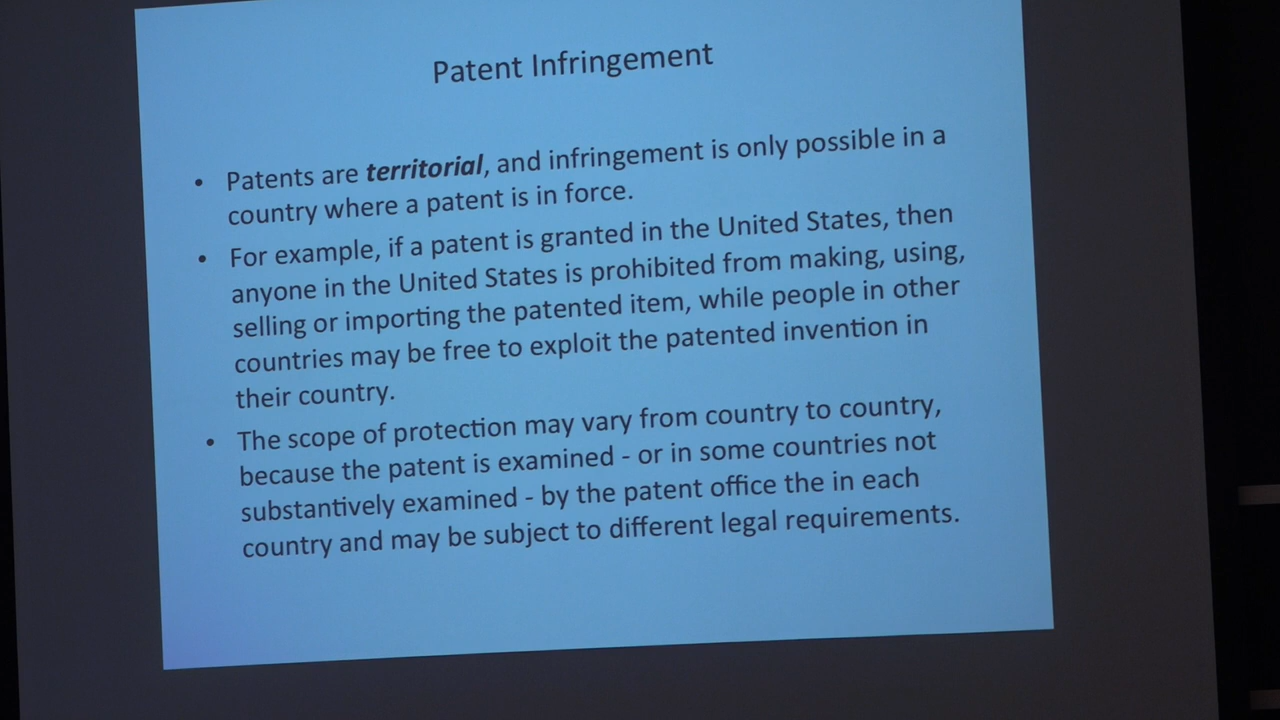 Patent Infringement
• Patents are territorial, and infringement is only possible in a
country where a patent is in force.
• For example, if a patent is granted in the United States, then
anyone in the United States is prohibited from making, using,
selling or importing the patented item, while people in other
countries may be free to exploit the patented invention in
their country.
• The scope of protection may vary from country to country,
because the patent is examined - or in some countries not
substantively examined - by the patent office the in each
country and may be subject to different legal requirements.